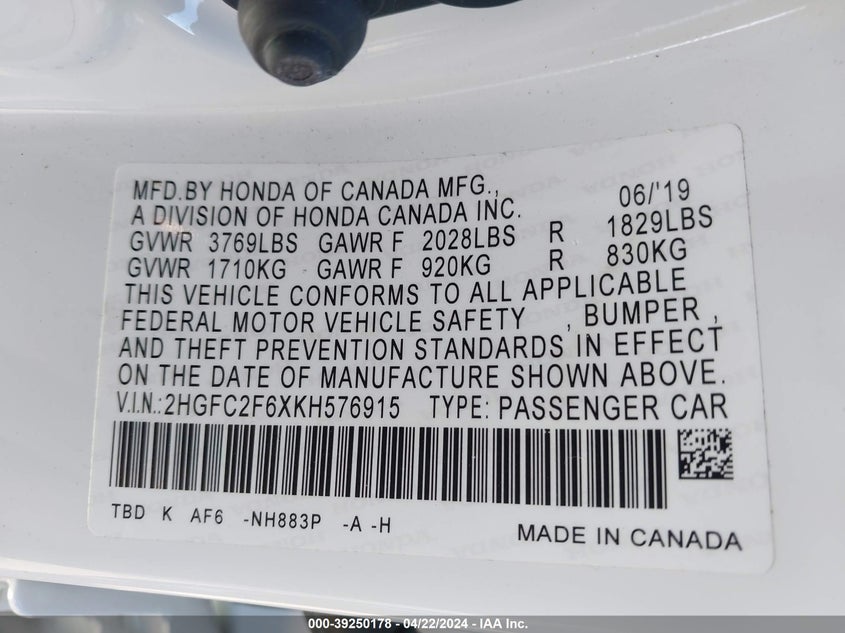 MFD.BY HONDA OF CANADA MFG., 06/'19
A DIVISION OF HONDA CANADA INC.
GVWR 3769LBS GAWR F 2028LBS R 1829LBS
GVWR 1710KG GAWR F 920KG R 830KG
THIS VEHICLE CONFORMS TO ALL APPLICABLE
FEDERAL MOTOR VEHICLE SAFETY , BUMPER ,
AND THEFT PREVENTION STANDARDS IN EFFECT
ON THE DATE OF MANUFACTURE SHOWN ABOVE.
V.I.N.:2HGFC2F6XKH576915 TYPE: PASSENGER CAR
TBD K AF6 -NH883P -A -H
MADE IN CANADA
000-39250178 - 04/22/2024 - IAA Inc.